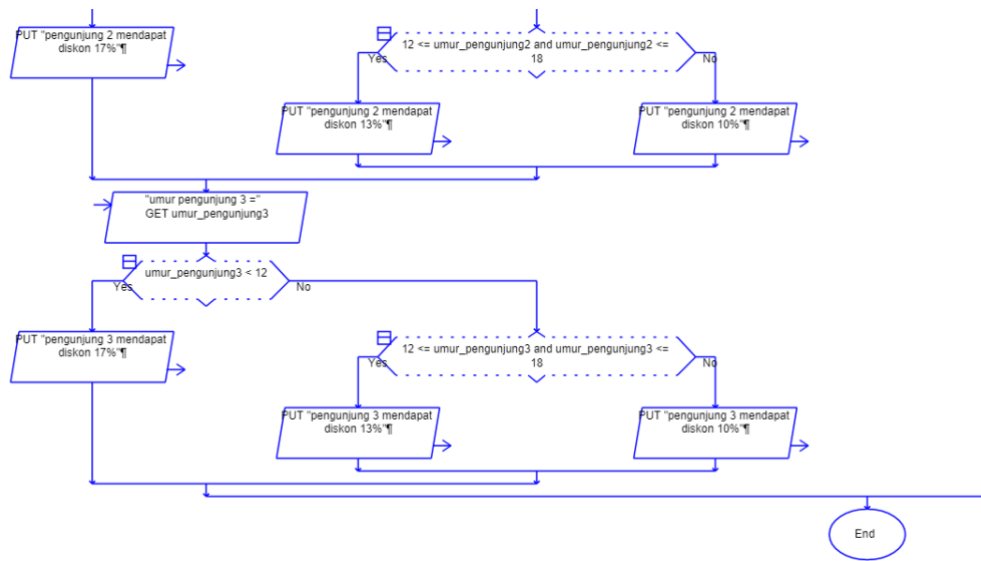 PUT "pengunjung 2 mendapat
diskon 17%"¶
12 <= umur_pengunjung2 and umur_pengunjung2 <=
18
Yes
No
PUT "pengunjung 2 mendapat
diskon 13%"¶
PUT "pengunjung 2 mendapat
diskon 10%"¶
"umur pengunjung 3 ="
GET umur_pengunjung3
umur_pengunjung3 < 12
Yes
No
PUT "pengunjung 3 mendapat
diskon 17%"¶
12 <= umur_pengunjung3 and umur_pengunjung3 <=
18
Yes
No
PUT "pengunjung 3 mendapat
diskon 13%"¶
PUT "pengunjung 3 mendapat
diskon 10%"¶
End